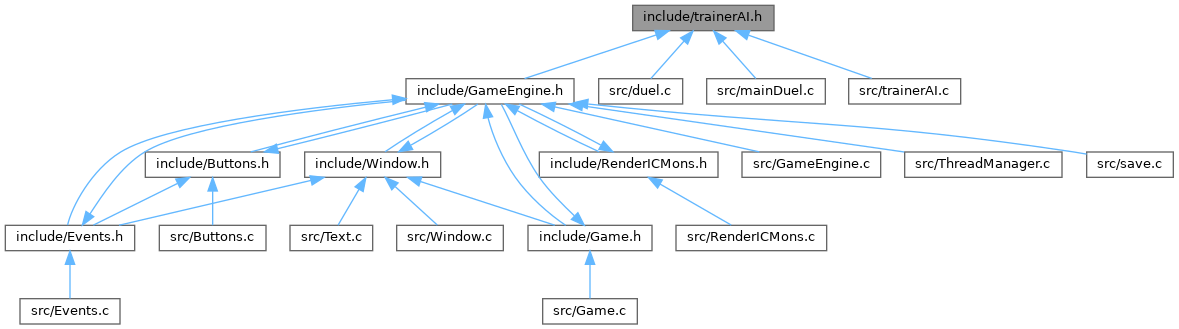 include/trainerAI.h
include/GameEngine.h
src/duel.c
src/mainDuel.c
src/trainerAI.c
include/Buttons.h
include/Window.h
include/RenderICMons.h
src/GameEngine.c
src/ThreadManager.c
src/save.c
include/Events.h
src/Buttons.c
src/Text.c
src/Window.c
include/Game.h
src/RenderICMons.c
src/Events.c
src/Game.c